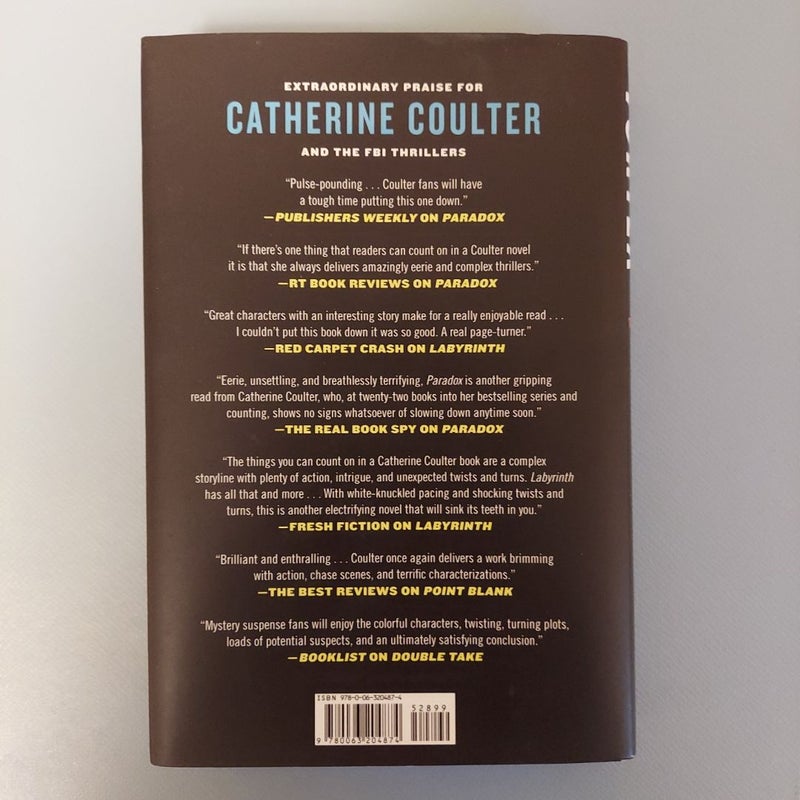 EXTRAORDINARY PRAISE FOR
CATHERINE COULTER
AND THE FBI THRILLERS
“Pulse-pounding . . . Coulter fans will have
a tough time putting this one down.”
—PUBLISHERS WEEKLY ON PARADOX
“If there’s one thing that readers can count on in a Coulter novel
it is that she always delivers amazingly eerie and complex thrillers.”
—RT BOOK REVIEWS ON PARADOX
“Great characters with an interesting story make for a really enjoyable read . . .
I couldn’t put this book down it was so good. A real page-turner.”
—RED CARPET CRASH ON LABYRINTH
“Eerie, unsettling, and breathlessly terrifying, Paradox is another gripping
read from Catherine Coulter, who, at twenty-two books into her bestselling series and
counting, shows no signs whatsoever of slowing down anytime soon.”
—THE REAL BOOK SPY ON PARADOX
“The things you can count on in a Catherine Coulter book are a complex
storyline with plenty of action, intrigue, and unexpected twists and turns. Labyrinth
has all that and more . . . With white-knuckled pacing and shocking twists and
turns, this is another electrifying novel that will sink its teeth in you.”
—FRESH FICTION ON LABYRINTH
“Brilliant and enthralling . . . Coulter once again delivers a work brimming
with action, chase scenes, and terrific characterizations.”
—THE BEST REVIEWS ON POINT BLANK
“Mystery suspense fans will enjoy the colorful characters, twisting, turning plots,
loads of potential suspects, and an ultimately satisfying conclusion.”
—BOOKLIST ON DOUBLE TAKE
ISBN 978-0-06-320487-4
52899
9 780063 204874